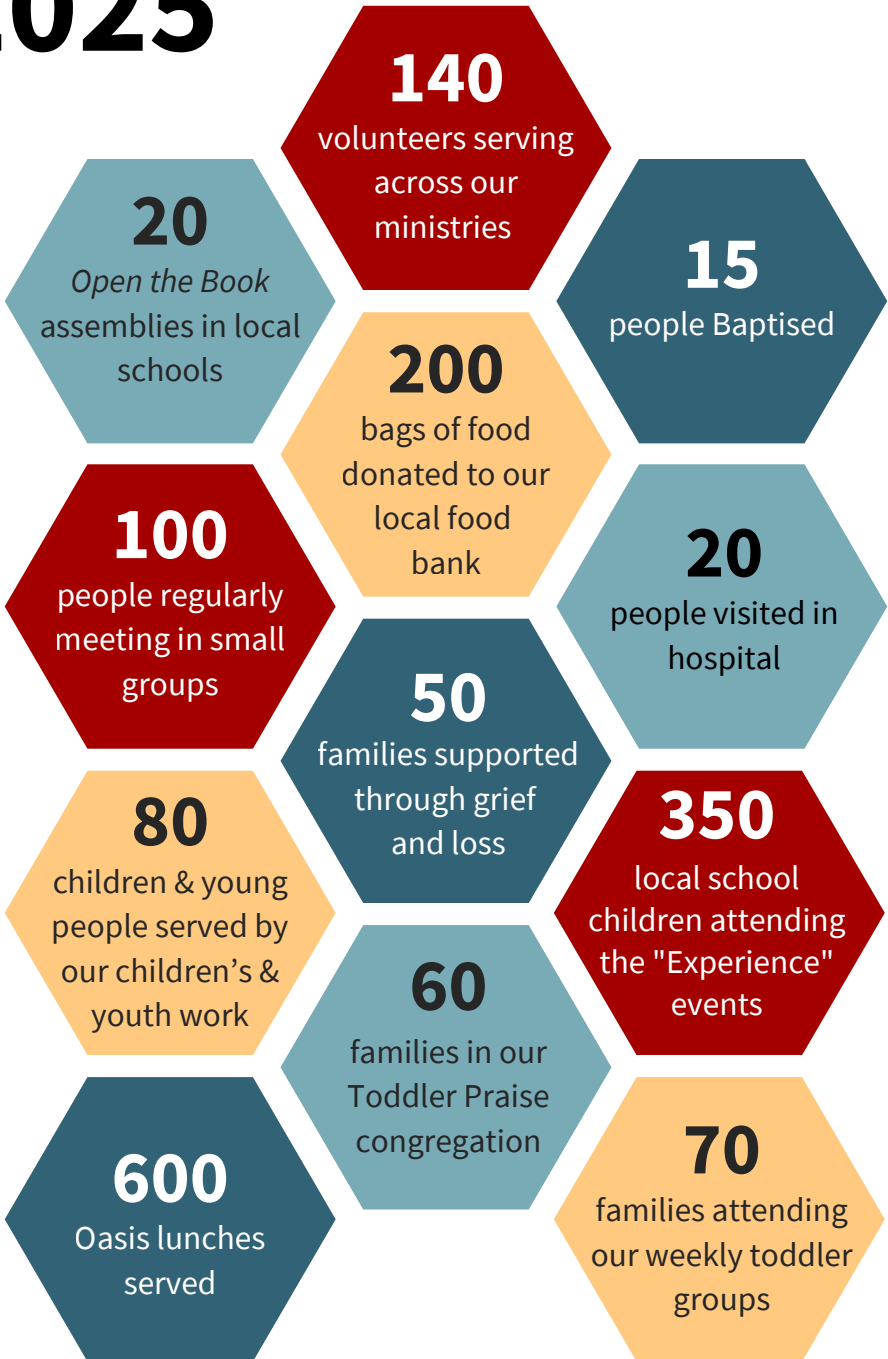 2025
140
volunteers serving
across our
ministries
20
Open the Book
assemblies in local
schools
15
people Baptised
200
bags of food
donated to our
local food
bank
100
people regularly
meeting in small
groups
20
people visited in
hospital
50
families supported
through grief
and loss
80
children & young
people served by
our children’s &
youth work
350
local school
children attending
the "Experience"
events
60
families in our
Toddler Praise
congregation
600
Oasis lunches
served
70
families attending
our weekly toddler
groups